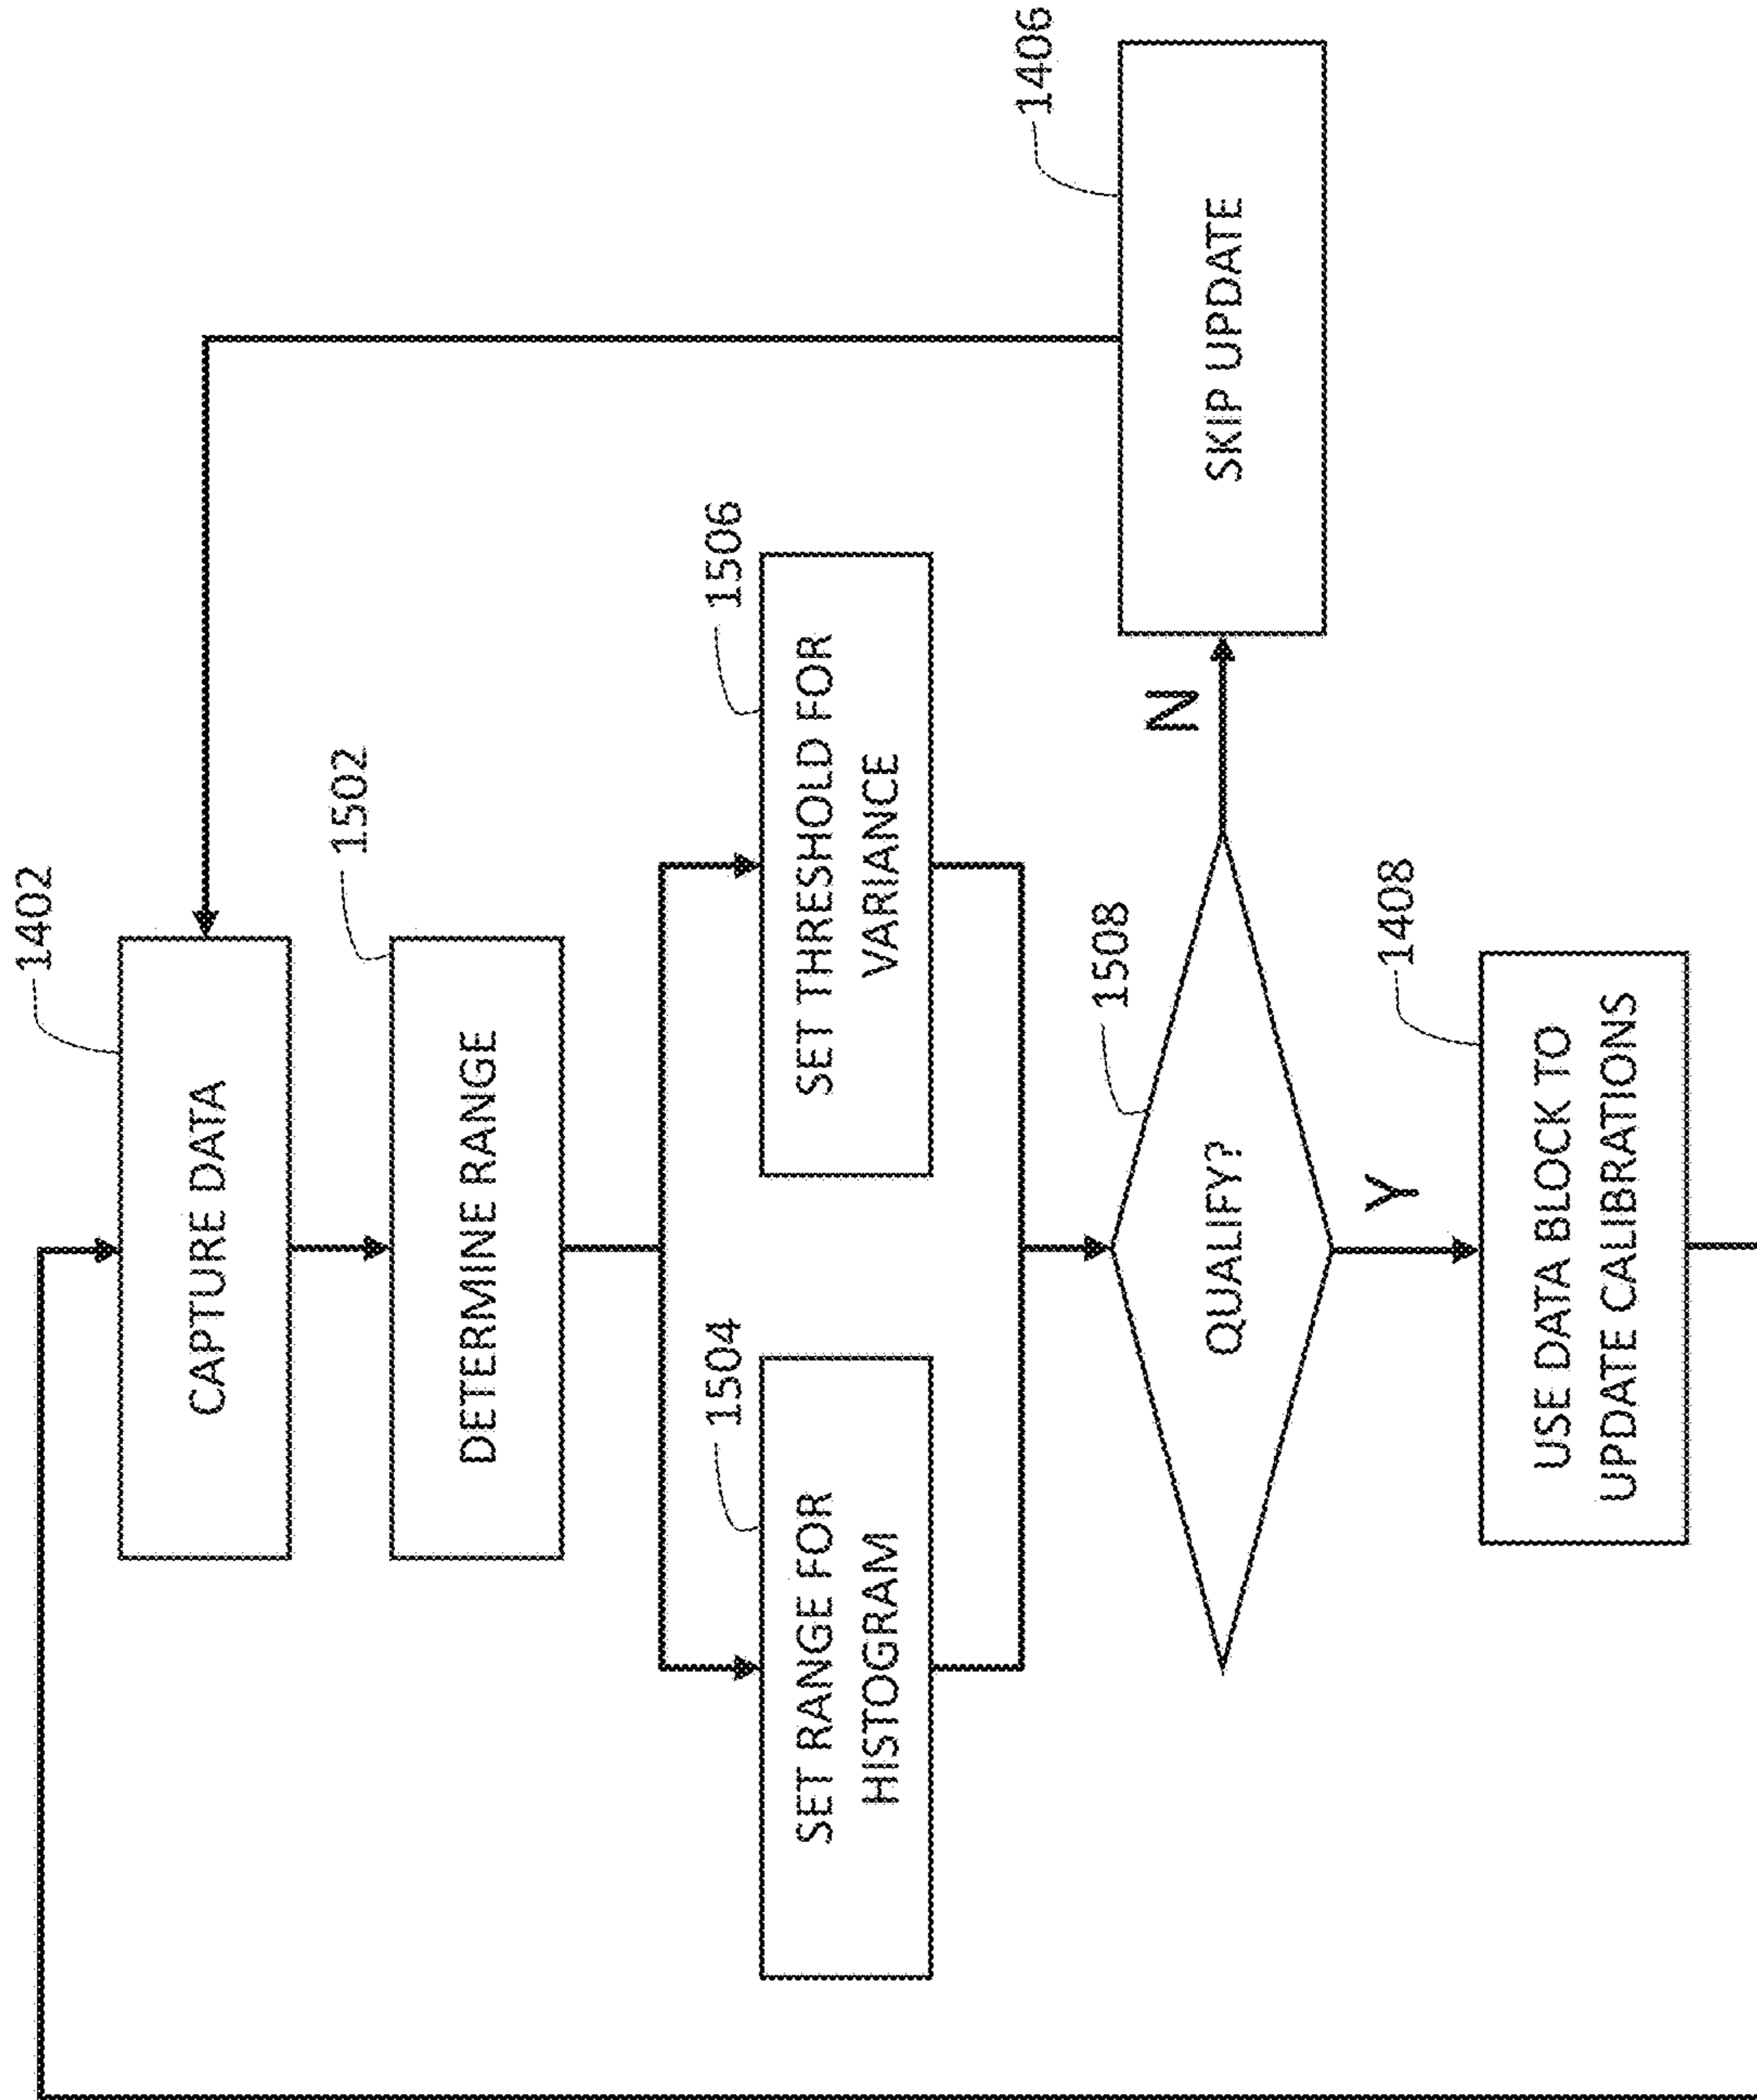 1402
CAPTURE DATA
1502
DETERMINE RANGE
1504
SET RANGE FOR
HISTOGRAM
1506
SET THRESHOLD FOR
VARIANCE
1508
QUALIFY?
N
1406
SKIP UPDATE
Y
1408
USE DATA BLOCK TO
UPDATE CALIBRATIONS